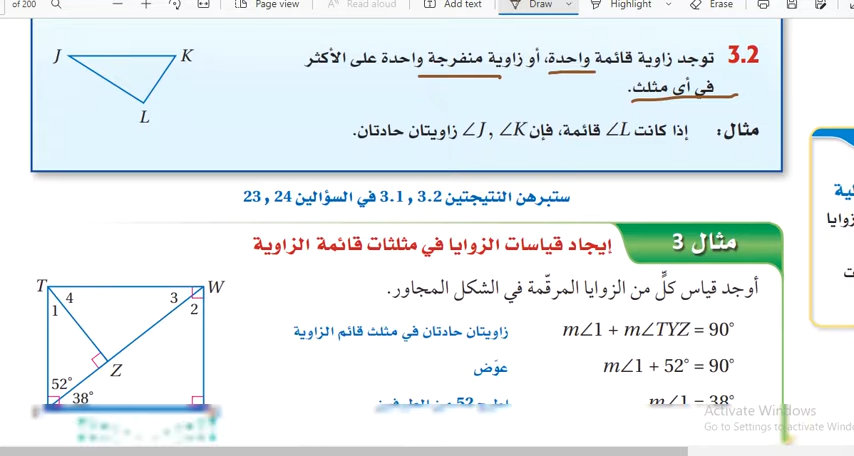 of 200
Page view
Read aloud
Add text
Draw
Highlight
Erase
3.2 توجد زاوية قائمة واحدة، أو زاوية منفرجة واحدة على الأكثر
في أي مثلث.
J
K
L
مثال: إذا كانت ∠L قائمة، فإن ∠J, ∠K زاويتان حادتان.
ستبرهن النتيجتين 3.1, 3.2 في السؤالين 23, 24
مثال 3 إيجاد قياسات الزوايا في مثلثات قائمة الزاوية
أوجد قياس كلٍّ من الزوايا المرقّمة في الشكل المجاور.
T 4 3 W
1 2
Z
52°
38°
m∠1 + m∠TYZ = 90° زاويتان حادتان في مثلث قائم الزاوية
m∠1 + 52° = 90° عوّض
m∠1 = 38°
Activate Windows
Go to Settings to activate Wind